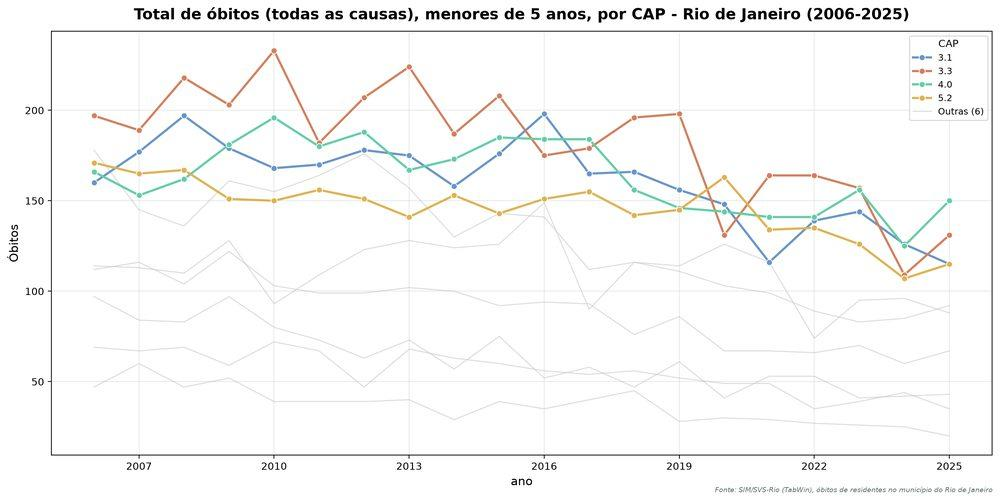 Total de óbitos (todas as causas), menores de 5 anos, por CAP - Rio de Janeiro (2006-2025)
CAP
3.1
3.3
4.0
5.2
Outras (6)
Óbitos
200
150
100
50
2007 2010 2013 2016 2019 2022 2025
ano
Fonte: SIM/SVS-Rio (TabWin), óbitos de residentes no município do Rio de Janeiro